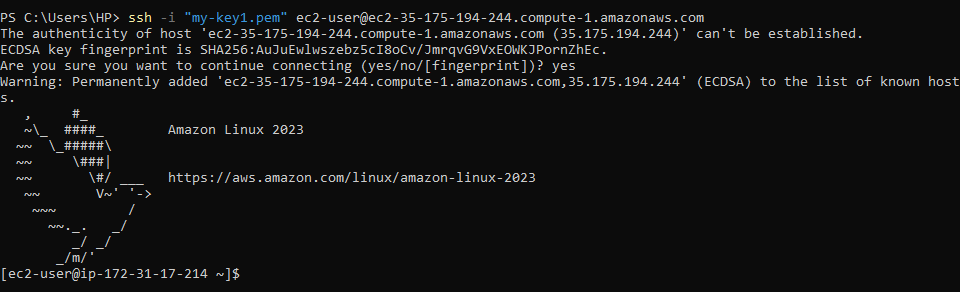 PS C:\Users\HP> ssh -i "my-key1.pem" ec2-user@ec2-35-175-194-244.compute-1.amazonaws.com
The authenticity of host 'ec2-35-175-194-244.compute-1.amazonaws.com (35.175.194.244)' can't be established.
ECDSA key fingerprint is SHA256:AuJuEwlwszebz5cI8oCv/JmrqvG9VxEOWKJPornZhEc.
Are you sure you want to continue connecting (yes/no/[fingerprint])? yes
Warning: Permanently added 'ec2-35-175-194-244.compute-1.amazonaws.com,35.175.194.244' (ECDSA) to the list of known host
s.
   ,     #_
   ~\_  ####_        Amazon Linux 2023
  ~~  \_#####\
  ~~     \###|
  ~~       \#/ ___   https://aws.amazon.com/linux/amazon-linux-2023
   ~~       V~' '->
    ~~~         /
      ~~._.   _/
         _/ _/
       _/m/'
[ec2-user@ip-172-31-17-214 ~]$